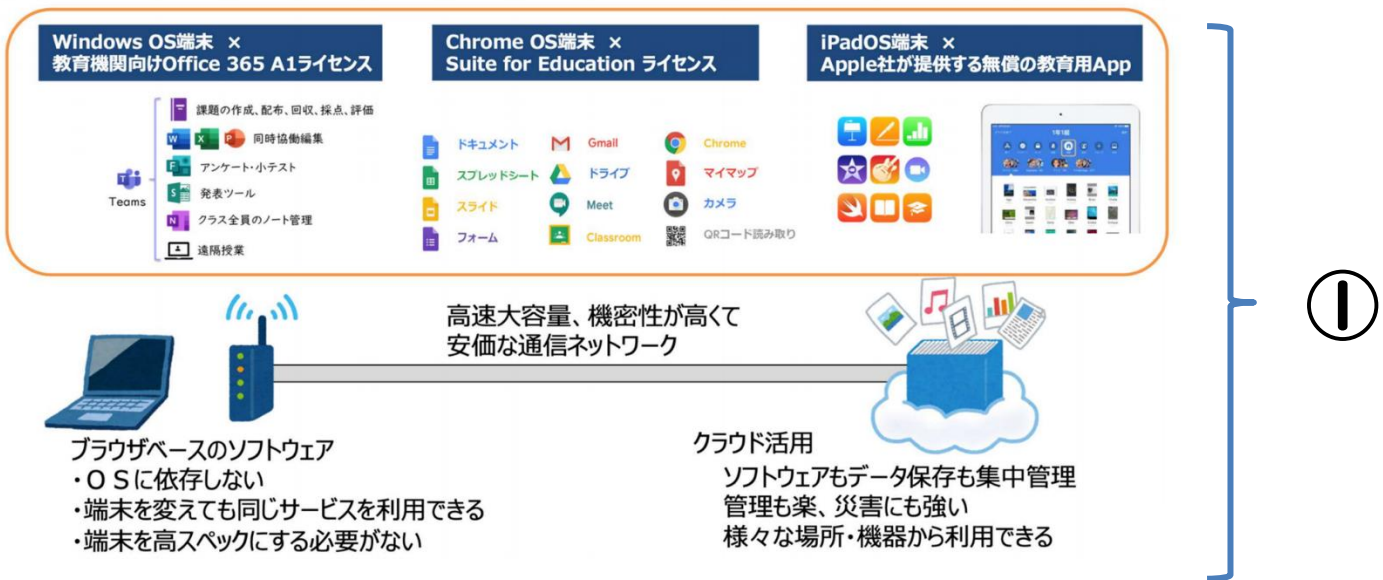 Windows OS端末 ×
教育機関向けOffice 365 A1ライセンス
Teams
課題の作成、配布、回収、採点、評価
同時協働編集
アンケート・小テスト
発表ツール
クラス全員のノート管理
遠隔授業
Chrome OS端末 ×
Suite for Education ライセンス
ドキュメント
スプレッドシート
スライド
フォーム
Gmail
ドライブ
Meet
Classroom
Chrome
マイマップ
カメラ
QRコード読み取り
iPadOS端末 ×
Apple社が提供する無償の教育用App
1年1組
高速大容量、機密性が高くて
安価な通信ネットワーク
ブラウザベースのソフトウェア
・OSに依存しない
・端末を変えても同じサービスを利用できる
・端末を高スペックにする必要がない
クラウド活用
ソフトウェアもデータ保存も集中管理
管理も楽、災害にも強い
様々な場所・機器から利用できる
①